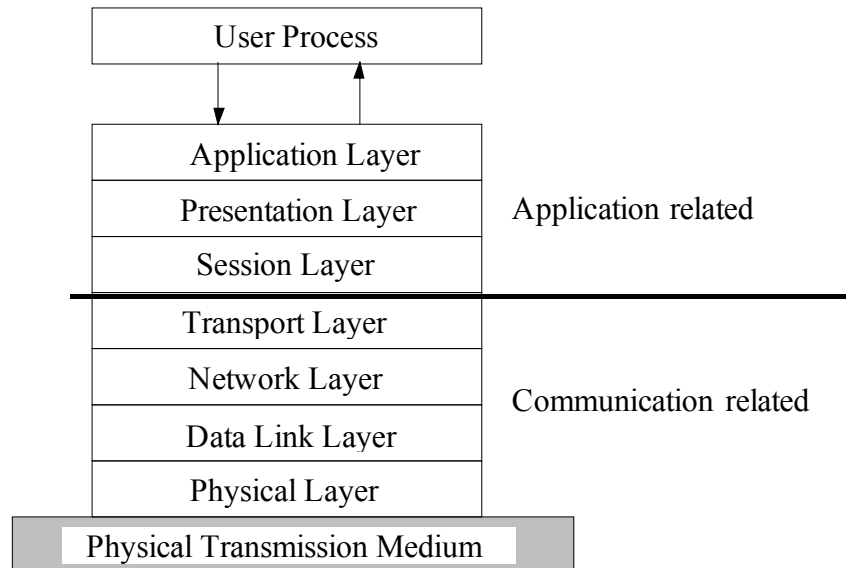 User Process
Application Layer
Presentation Layer
Application related
Session Layer
Transport Layer
Network Layer
Communication related
Data Link Layer
Physical Layer
Physical Transmission Medium